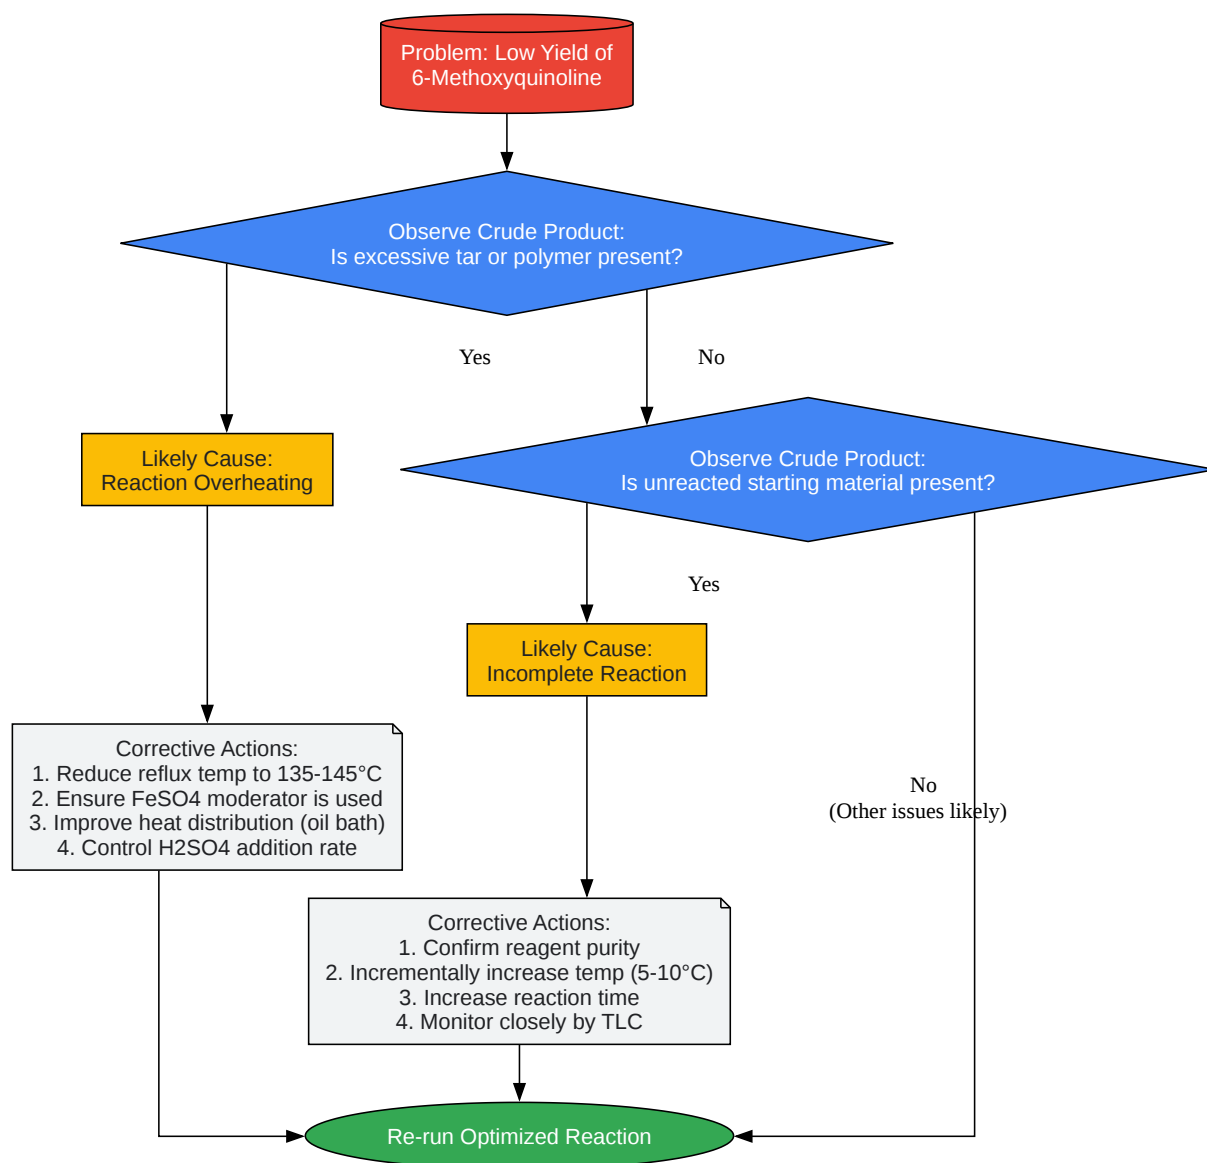 Problem: Low Yield of
6-Methoxyquinoline
Observe Crude Product:
Is excessive tar or polymer present?
Yes
No
Likely Cause:
Reaction Overheating
Observe Crude Product:
Is unreacted starting material present?
Yes
Likely Cause:
Incomplete Reaction
Corrective Actions:
1. Reduce reflux temp to 135-145°C
2. Ensure FeSO4 moderator is used
3. Improve heat distribution (oil bath)
4. Control H2SO4 addition rate
No
(Other issues likely)
Corrective Actions:
1. Confirm reagent purity
2. Incrementally increase temp (5-10°C)
3. Increase reaction time
4. Monitor closely by TLC
Re-run Optimized Reaction